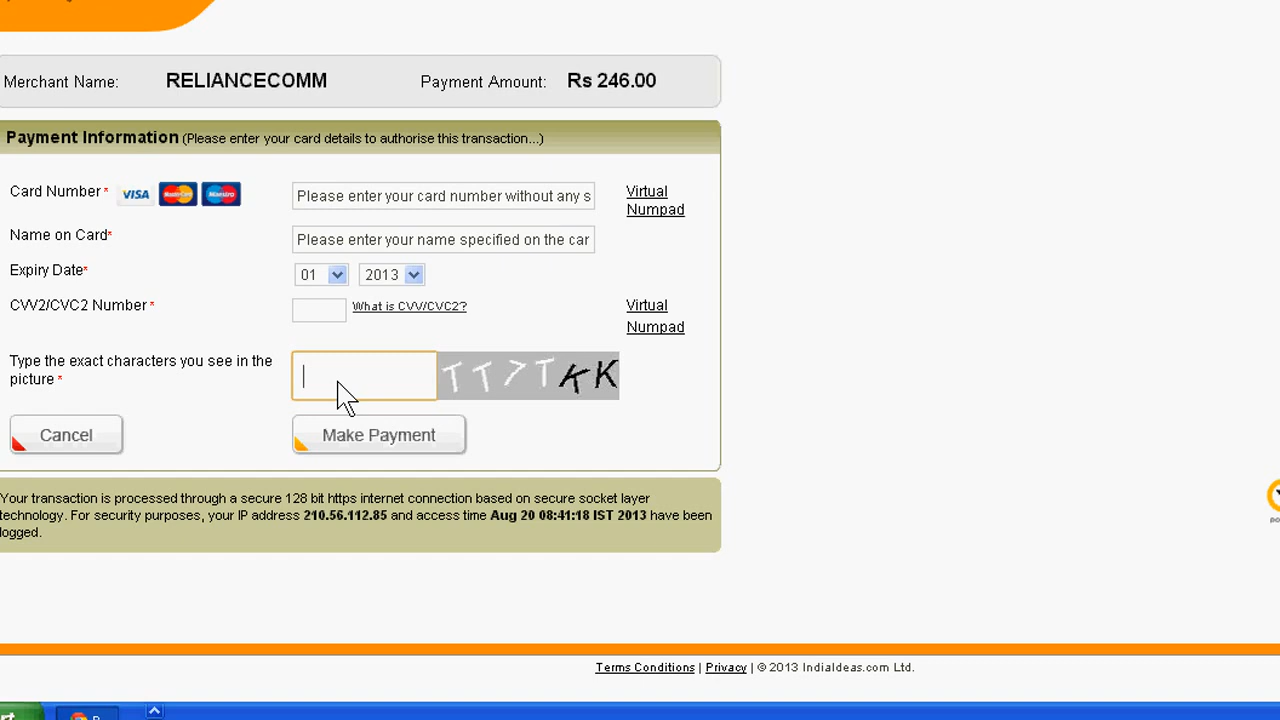 Merchant Name: RELIANCECOMM Payment Amount: Rs 246.00
Payment Information (Please enter your card details to authorise this transaction...)
Card Number* VISA MasterCard Maestro Please enter your card number without any s Virtual
Numpad
Name on Card* Please enter your name specified on the car
Expiry Date* 01 2013
CVV2/CVC2 Number * What is CVV/CVC2? Virtual
Numpad
Type the exact characters you see in the
picture * T T 7 T K K
Cancel Make Payment
Your transaction is processed through a secure 128 bit https internet connection based on secure socket layer
technology. For security purposes, your IP address 210.56.112.85 and access time Aug 20 08:41:18 IST 2013 have been
logged.
Terms Conditions | Privacy | © 2013 IndiaIdeas.com Ltd.